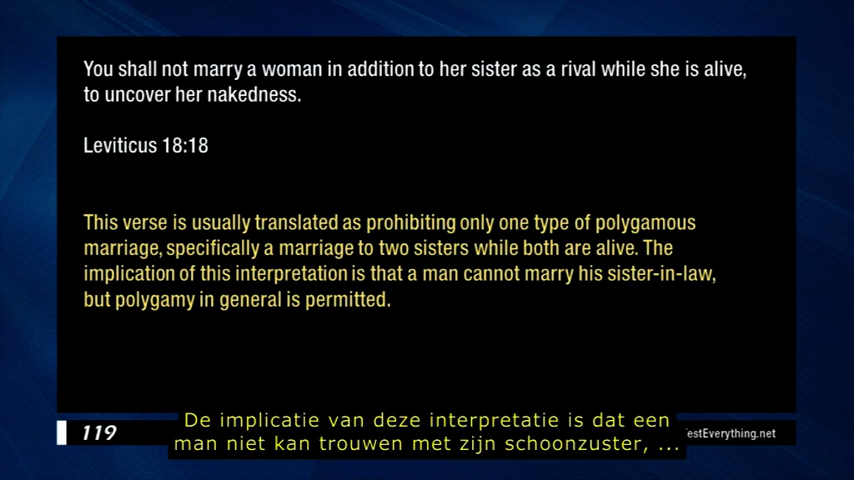 You shall not marry a woman in addition to her sister as a rival while she is alive,
to uncover her nakedness.
Leviticus 18:18
This verse is usually translated as prohibiting only one type of polygamous
marriage, specifically a marriage to two sisters while both are alive. The
implication of this interpretation is that a man cannot marry his sister-in-law,
but polygamy in general is permitted.
De implicatie van deze interpretatie is dat een
man niet kan trouwen met zijn schoonzuster, ...
119
estEverything.net